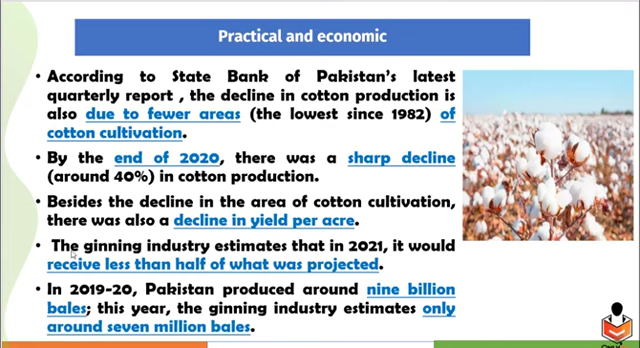 Practical and economic
• According to State Bank of Pakistan's latest
quarterly report , the decline in cotton production is
also due to fewer areas (the lowest since 1982) of
cotton cultivation.
• By the end of 2020, there was a sharp decline
(around 40%) in cotton production.
• Besides the decline in the area of cotton cultivation,
there was also a decline in yield per acre.
• The ginning industry estimates that in 2021, it would
receive less than half of what was projected.
• In 2019-20, Pakistan produced around nine billion
bales; this year, the ginning industry estimates only
around seven million bales.